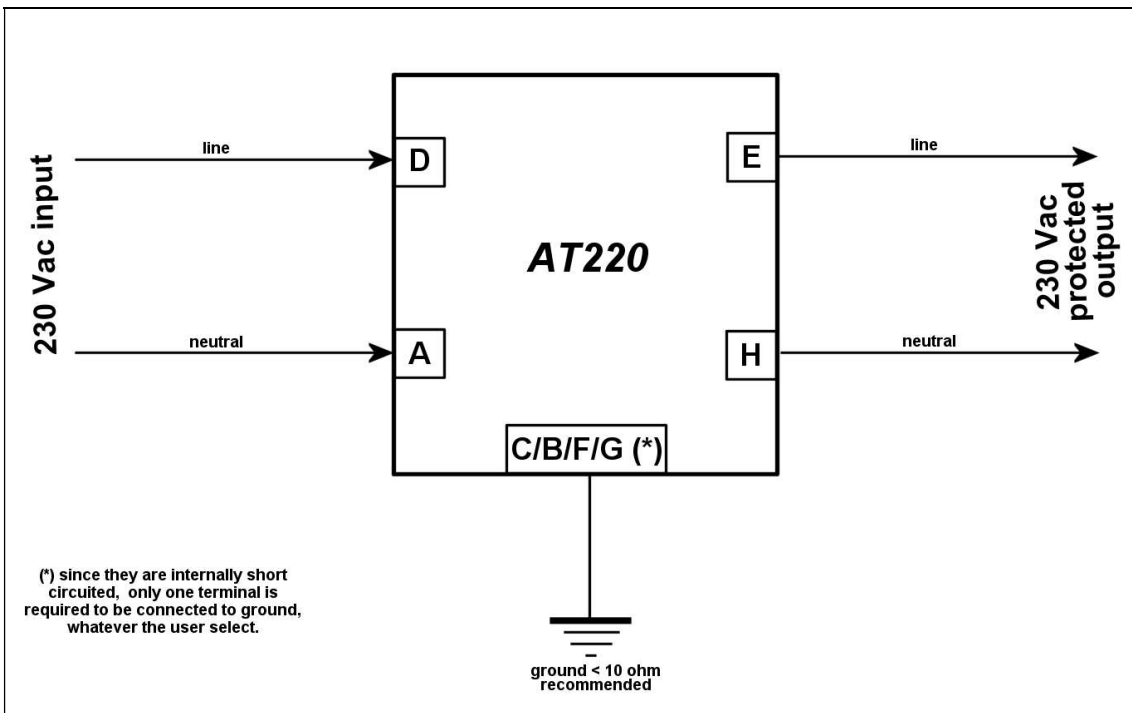 230 Vac input
line
D
neutral
A
AT220
E
line
H
neutral
230 Vac
protected
output
C/B/F/G (*)
(*) since they are internally short
circuited, only one terminal is
required to be connected to ground,
whatever the user select.
ground < 10 ohm
recommended